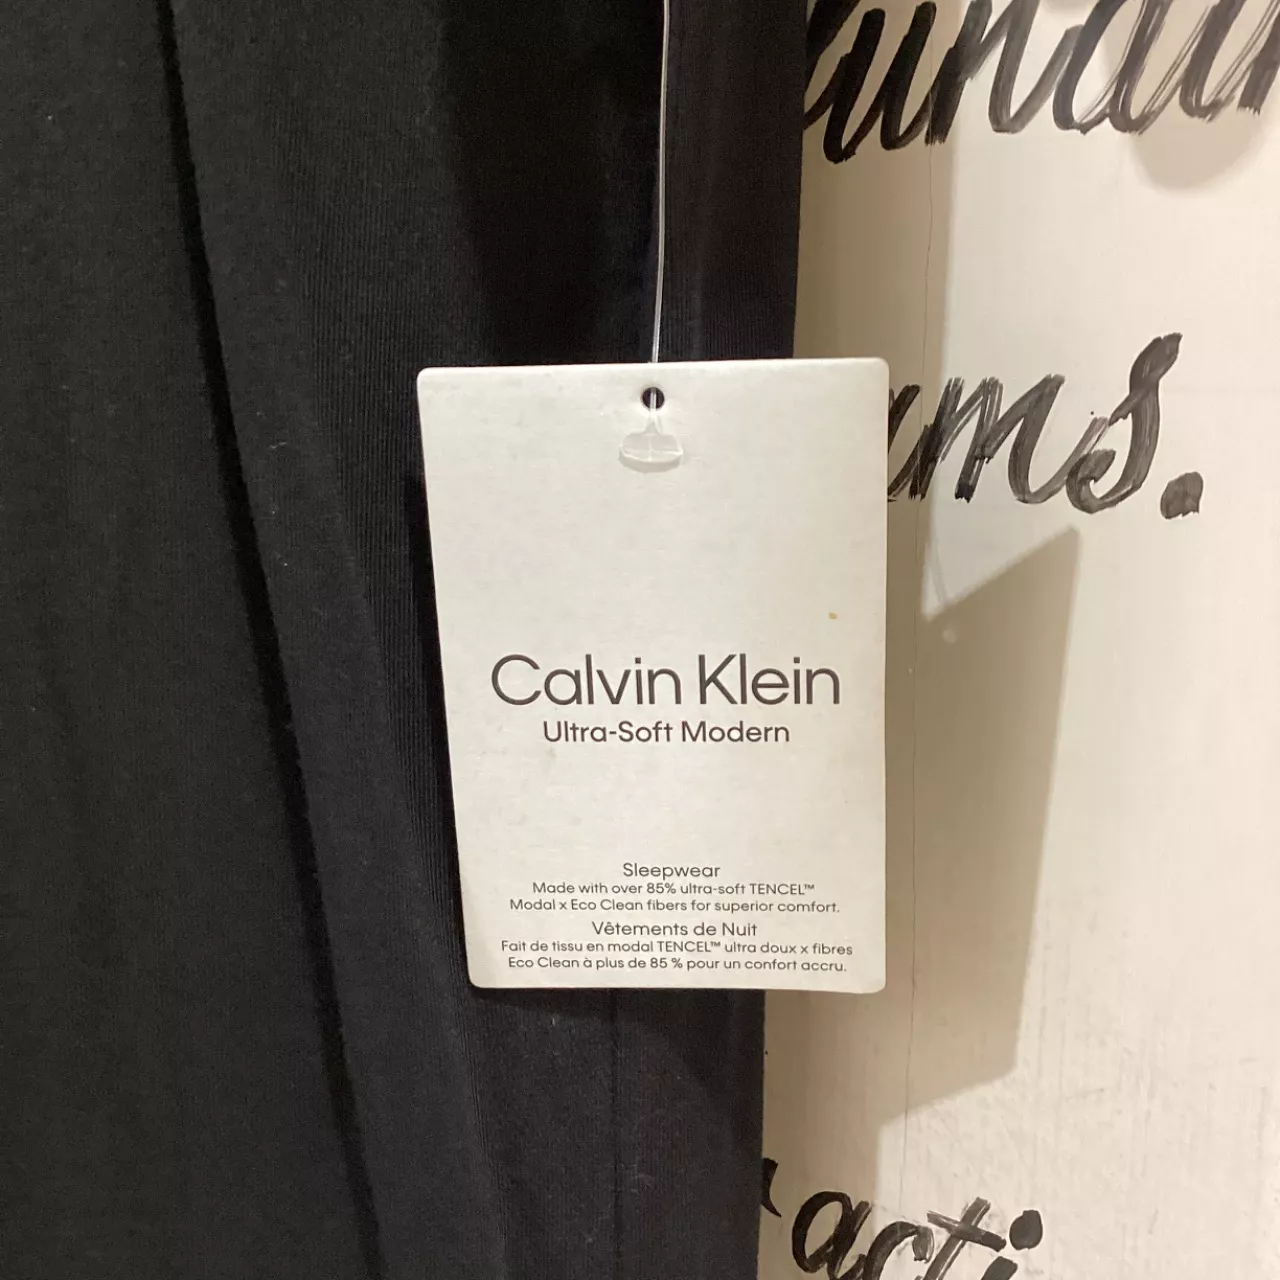 Calvin Klein
Ultra-Soft Modern
Sleepwear
Made with over 85% ultra-soft TENCEL™
Modal x Eco Clean fibers for superior comfort.
Vêtements de Nuit
Fait de tissu en modal TENCEL™ ultra doux x fibres
Eco Clean à plus de 85 % pour un confort accru.